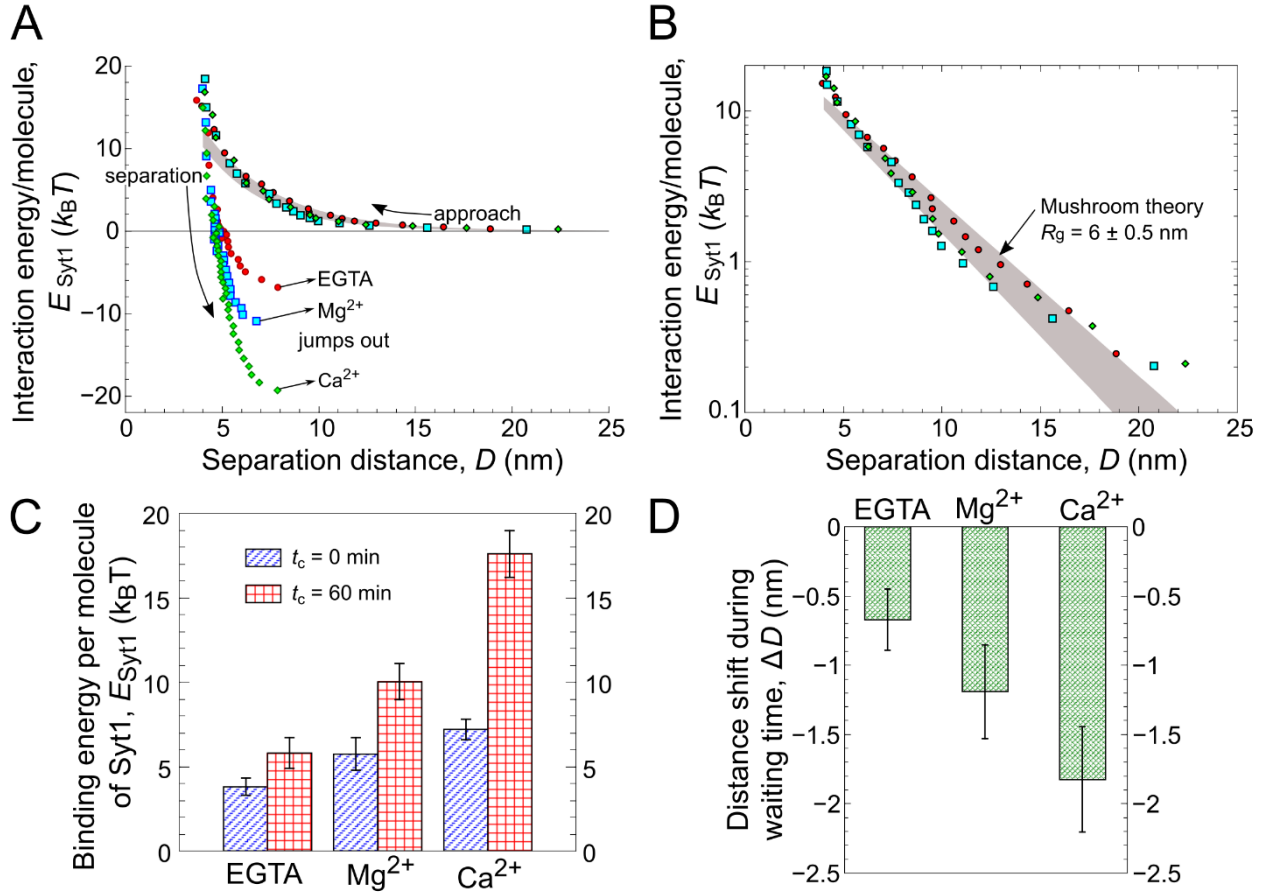 A
Interaction energy/molecule,
E Syt1 (kBT)
20
10
0
−10
−20
separation
approach
EGTA
Mg2+
jumps out
Ca2+
0
5
10
15
20
25
Separation distance, D (nm)
B
Interaction energy/molecule,
E Syt1 (kBT)
10
1
0.1
Mushroom theory
Rg = 6 ± 0.5 nm
0
5
10
15
20
25
Separation distance, D (nm)
C
Binding energy per molecule
of Syt1, ESyt1 (kBT)
20
15
10
5
0
tc = 0 min
tc = 60 min
20
15
10
5
0
EGTA
Mg2+
Ca2+
D
EGTA
Mg2+
Ca2+
Distance shift during
waiting time, ΔD (nm)
0
−0.5
−1
−1.5
−2
−2.5
0
−0.5
−1
−1.5
−2
−2.5